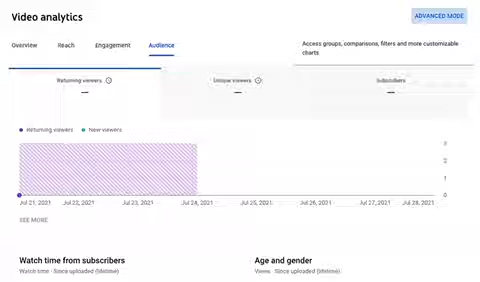 Video analytics
ADVANCED MODE
Overview
Reach
Engagement
Audience
Access groups, comparisons, filters and more customizable
charts
Returning viewers
Unique viewers
Subscribers
—
—
—
Returning viewers
New viewers
3
2
1
0
Jul 21, 2021
Jul 22, 2021
Jul 23, 2021
Jul 24, 2021
Jul 25, 2021
Jul 26, 2021
Jul 27, 2021
Jul 28, 2021
SEE MORE
Watch time from subscribers
Watch time · Since uploaded (lifetime)
Age and gender
Views · Since uploaded (lifetime)